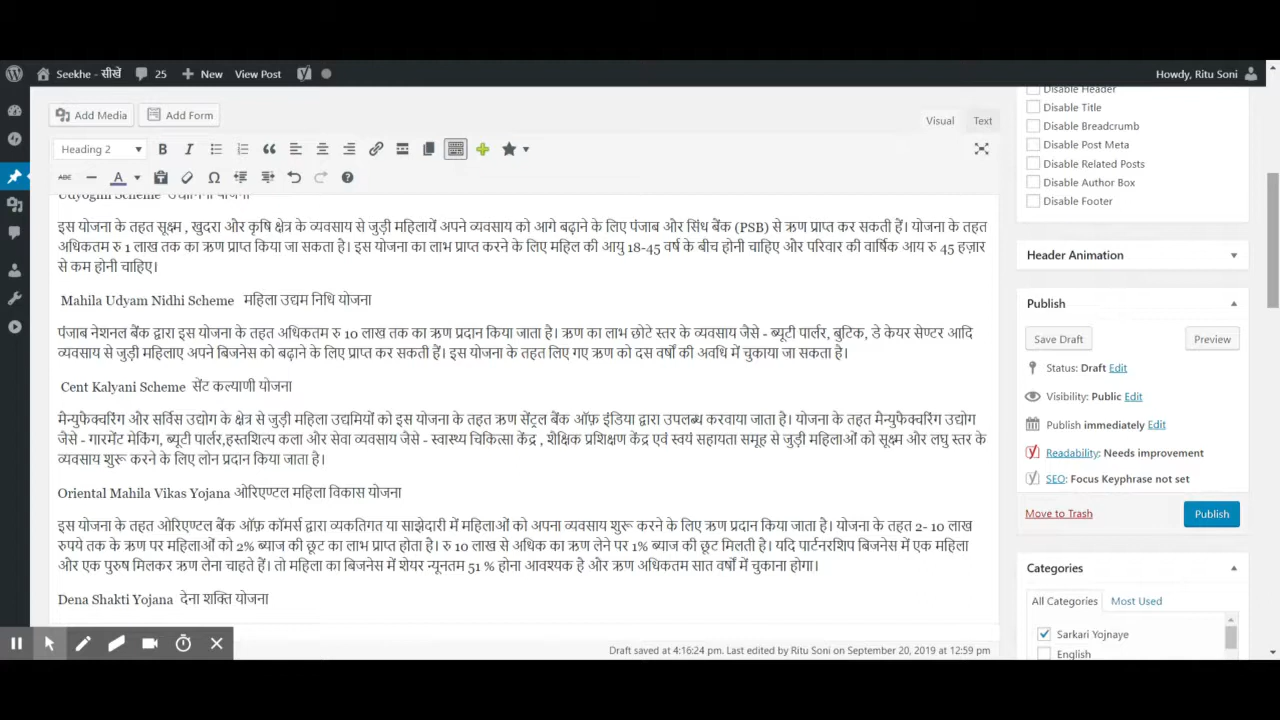 Seekhe - सीखें
25
New
View Post
Howdy, Ritu Soni
Add Media
Add Form
Visual
Text
Heading 2
B
I
ABC
A
Udyogini Scheme उद्योगिनी योजना
इस योजना के तहत सूक्ष्म , खुदरा और कृषि क्षेत्र के व्यवसाय से जुड़ी महिलायें अपने व्यवसाय को आगे बढ़ाने के लिए पंजाब और सिंध बैंक (PSB) से ऋण प्राप्त कर सकती हैं। योजना के तहत
अधिकतम रु 1 लाख तक का ऋण प्राप्त किया जा सकता है। इस योजना का लाभ प्राप्त करने के लिए महिल की आयु 18-45 वर्ष के बीच होनी चाहिए ओर परिवार की वार्षिक आय रु 45 हज़ार
से कम होनी चाहिए।
Mahila Udyam Nidhi Scheme महिला उद्यम निधि योजना
पंजाब नेशनल बैंक द्वारा इस योजना के तहत अधिकतम रु 10 लाख तक का ऋण प्रदान किया जाता है। ऋण का लाभ छोटे स्तर के व्यवसाय जैसे - ब्यूटी पार्लर, बुटिक, डे केयर सेण्टर आदि
व्यवसाय से जुड़ी महिलाए अपने बिजनेस को बढ़ाने के लिए प्राप्त कर सकती हैं। इस योजना के तहत लिए गए ऋण को दस वर्षों की अवधि में चुकाया जा सकता है।
Cent Kalyani Scheme सेंट कल्याणी योजना
मैन्युफैक्चरिंग और सर्विस उद्योग के क्षेत्र से जुड़ी महिला उद्यमियों को इस योजना के तहत ऋण सेंट्रल बैंक ऑफ़ इंडिया द्वारा उपलब्ध करवाया जाता है। योजना के तहत मैन्युफैक्चरिंग उद्योग
जैसे - गारमेंट मेकिंग, ब्यूटी पार्लर,हस्तशिल्प कला और सेवा व्यवसाय जैसे - स्वास्थ्य चिकित्सा केंद्र , शैक्षिक प्रशिक्षण केंद्र एवं स्वयं सहायता समूह से जुड़ी महिलाओं को सूक्ष्म और लघु स्तर के
व्यवसाय शुरू करने के लिए लोन प्रदान किया जाता है।
Oriental Mahila Vikas Yojana ओरिएण्टल महिला विकास योजना
इस योजना के तहत ओरिएण्टल बैंक ऑफ़ कॉमर्स द्वारा व्यकतिगत या साझेदारी में महिलाओं को अपना व्यवसाय शुरू करने के लिए ऋण प्रदान किया जाता है। योजना के तहत 2- 10 लाख
रुपये तक के ऋण पर महिलाओं को 2% ब्याज की छूट का लाभ प्राप्त होता है। रु 10 लाख से अधिक का ऋण लेने पर 1% ब्याज की छूट मिलती है। यदि पार्टनरशिप बिजनेस में एक महिला
और एक पुरुष मिलकर ऋण लेना चाहते हैं। तो महिला का बिजनेस में शेयर न्यूनतम 51 % होना आवश्यक है और ऋण अधिकतम सात वर्षों में चुकाना होगा।
Dena Shakti Yojana देना शक्ति योजना
Draft saved at 4:16:24 pm. Last edited by Ritu Soni on September 20, 2019 at 12:59 pm
Disable Header
Disable Title
Disable Breadcrumb
Disable Post Meta
Disable Related Posts
Disable Author Box
Disable Footer
Header Animation
Publish
Save Draft
Preview
Status: Draft Edit
Visibility: Public Edit
Publish immediately Edit
Readability: Needs improvement
SEO: Focus Keyphrase not set
Move to Trash
Publish
Categories
All Categories
Most Used
Sarkari Yojnaye
English